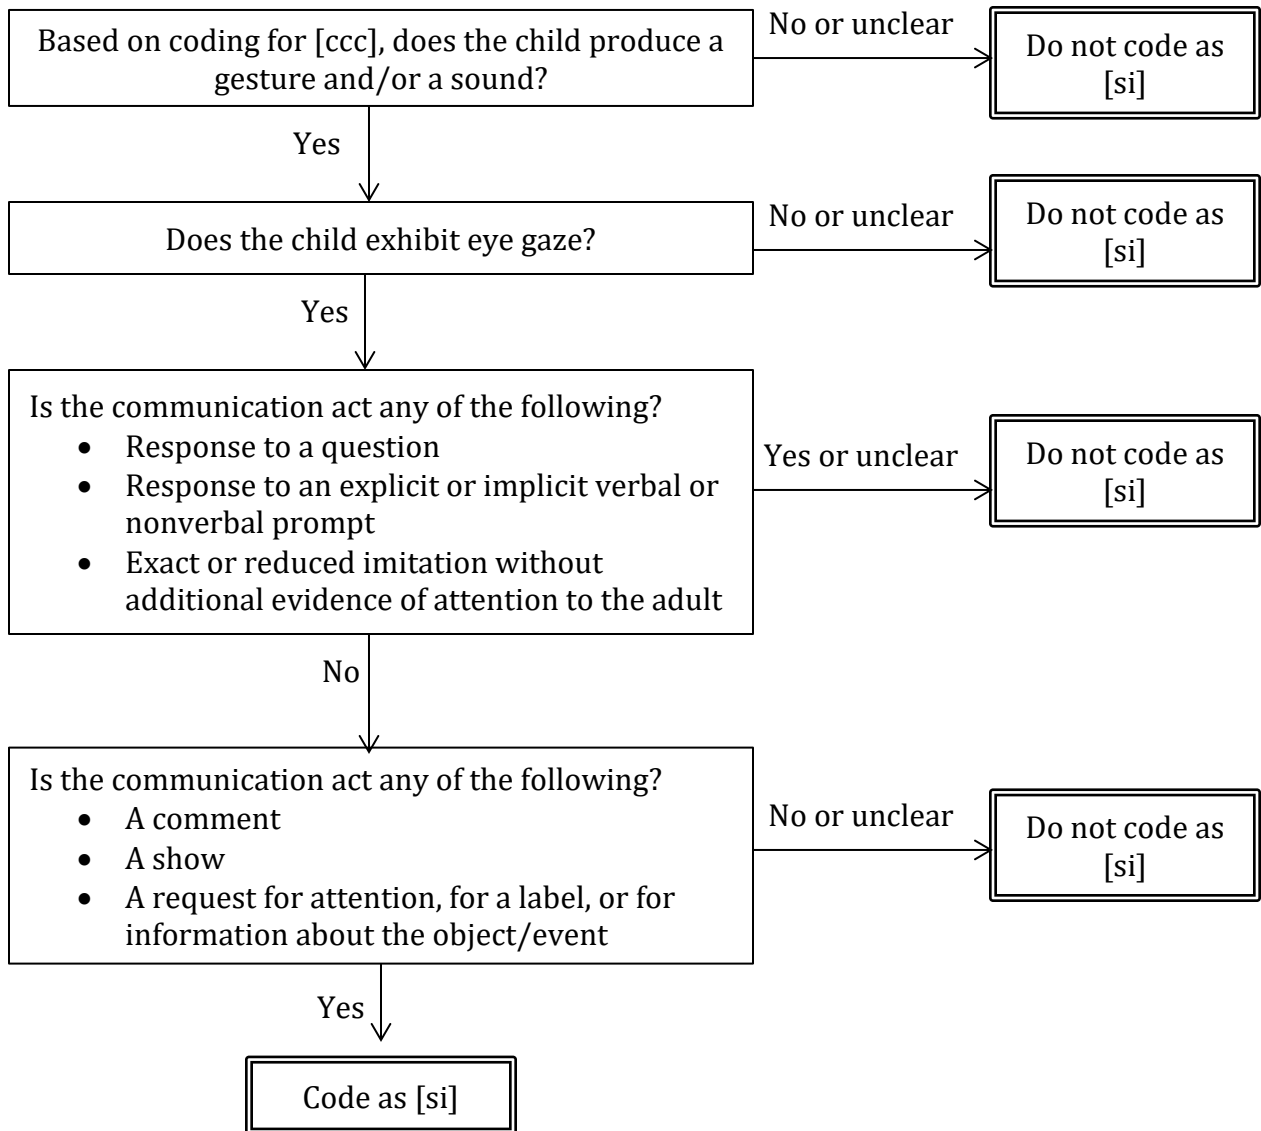 Based on coding for [ccc], does the child produce a
gesture and/or a sound?
No or unclear
Do not code as
[si]
Yes
Does the child exhibit eye gaze?
No or unclear
Do not code as
[si]
Yes
Is the communication act any of the following?
• Response to a question
• Response to an explicit or implicit verbal or
nonverbal prompt
• Exact or reduced imitation without
additional evidence of attention to the adult
Yes or unclear
Do not code as
[si]
No
Is the communication act any of the following?
• A comment
• A show
• A request for attention, for a label, or for
information about the object/event
No or unclear
Do not code as
[si]
Yes
Code as [si]